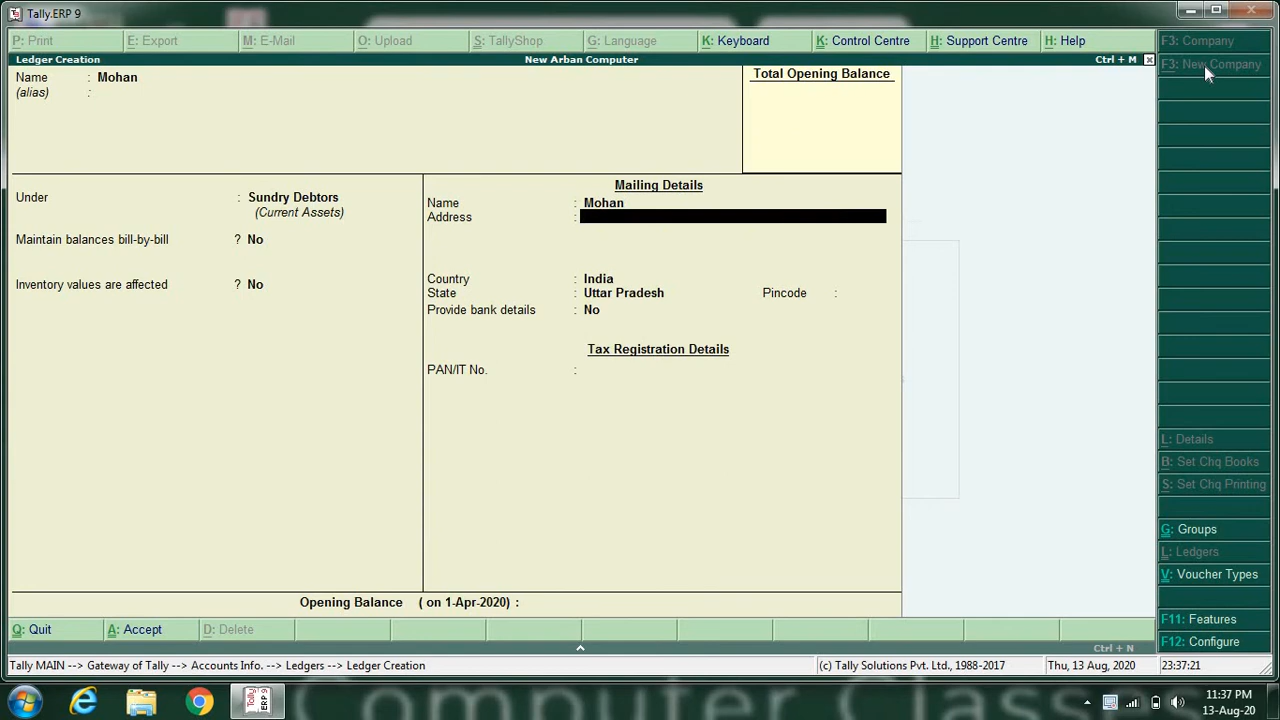 Tally.ERP 9
P: Print
E: Export
M: E-Mail
O: Upload
S: TallyShop
G: Language
K: Keyboard
K: Control Centre
H: Support Centre
H: Help
F3: Company
Ledger Creation
New Arban Computer
Ctrl + M
F3: New Company
Name : Mohan
(alias) :
Total Opening Balance
Under : Sundry Debtors
(Current Assets)
Maintain balances bill-by-bill ? No
Inventory values are affected ? No
Mailing Details
Name : Mohan
Address :
Country : India
State : Uttar Pradesh Pincode :
Provide bank details : No
Tax Registration Details
PAN/IT No. :
L: Details
B: Set Chq Books
S: Set Chq Printing
G: Groups
L: Ledgers
V: Voucher Types
F11: Features
F12: Configure
Opening Balance ( on 1-Apr-2020) :
Q: Quit
A: Accept
D: Delete
Ctrl + N
Tally MAIN --> Gateway of Tally --> Accounts Info. --> Ledgers --> Ledger Creation
(c) Tally Solutions Pvt. Ltd., 1988-2017
Thu, 13 Aug, 2020
23:37:21
Tally
ERP 9
Computer Class
11:37 PM
13-Aug-20